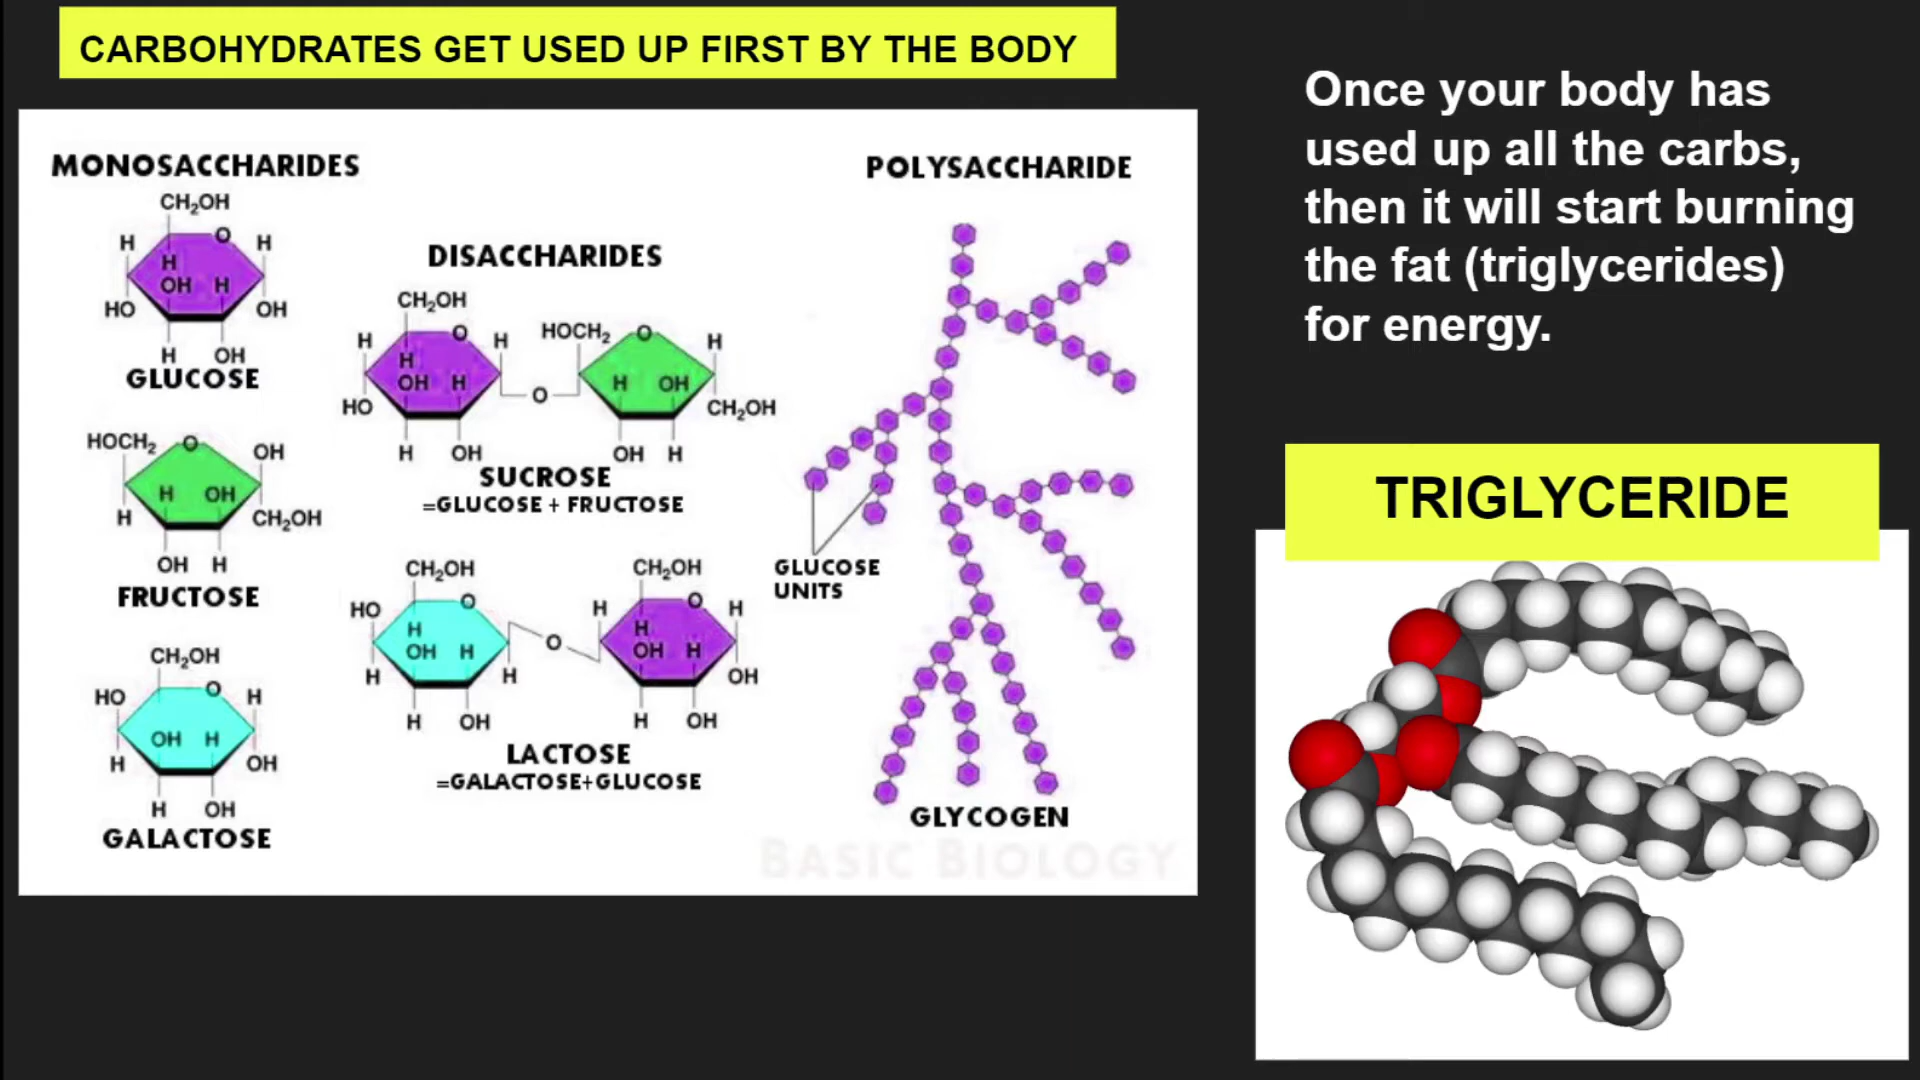 CARBOHYDRATES GET USED UP FIRST BY THE BODY
MONOSACCHARIDES
CH₂OH
O
H
H
H
OH
H
HO
OH
H
OH
GLUCOSE
HOCH₂
O
OH
H
OH
H
CH₂OH
OH
H
FRUCTOSE
CH₂OH
HO
O
H
OH
H
H
OH
H
OH
GALACTOSE
DISACCHARIDES
CH₂OH
H
O
H
H
OH
H
HO
H
OH
O
HOCH₂
O
H
H
OH
CH₂OH
OH
H
SUCROSE
=GLUCOSE + FRUCTOSE
CH₂OH
HO
O
H
OH
H
H
H
H
OH
O
CH₂OH
H
O
H
H
OH
H
OH
H
OH
LACTOSE
=GALACTOSE+GLUCOSE
POLYSACCHARIDE
GLUCOSE
UNITS
GLYCOGEN
BASIC BIOLOGY
Once your body has
used up all the carbs,
then it will start burning
the fat (triglycerides)
for energy.
TRIGLYCERIDE